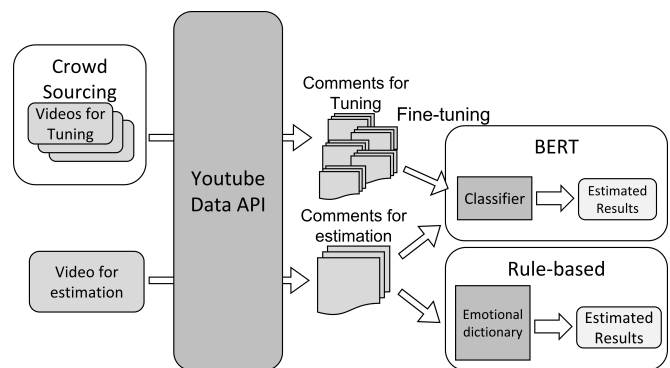 Crowd
Sourcing
Videos for
Tuning
Video for
estimation
Youtube
Data API
Comments for
Tuning
Fine-tuning
Comments for
estimation
BERT
Classifier
Estimated
Results
Rule-based
Emotional
dictionary
Estimated
Results